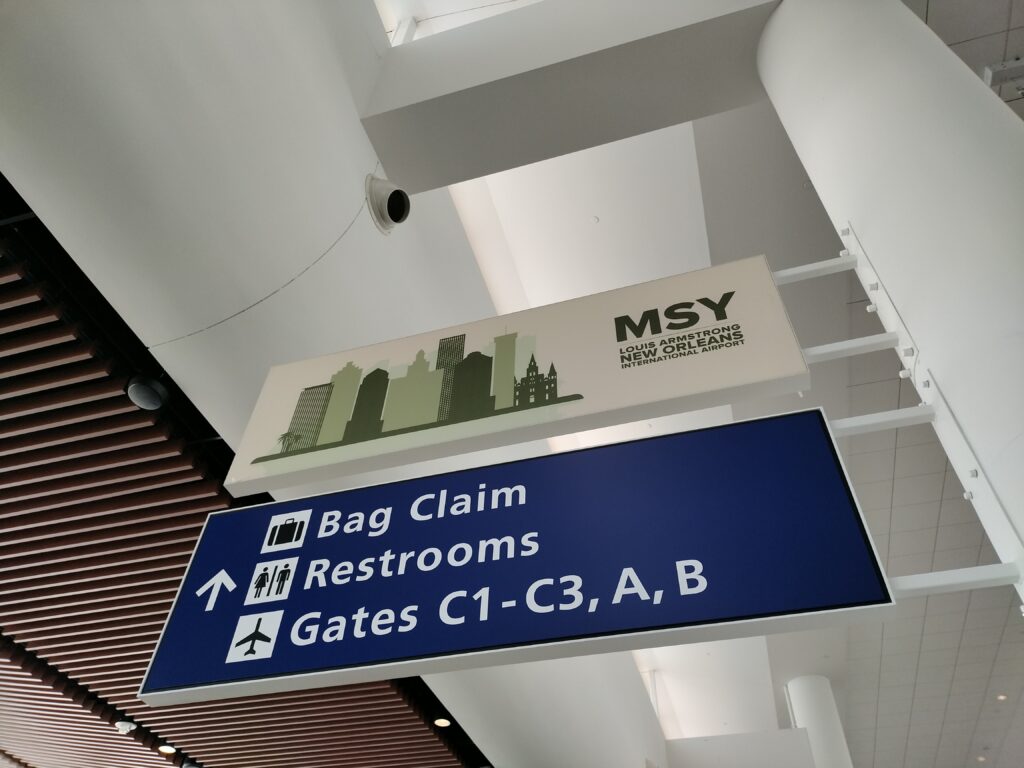 MSY
LOUIS ARMSTRONG
NEW ORLEANS
INTERNATIONAL AIRPORT
Bag Claim
Restrooms
Gates C1-C3, A, B